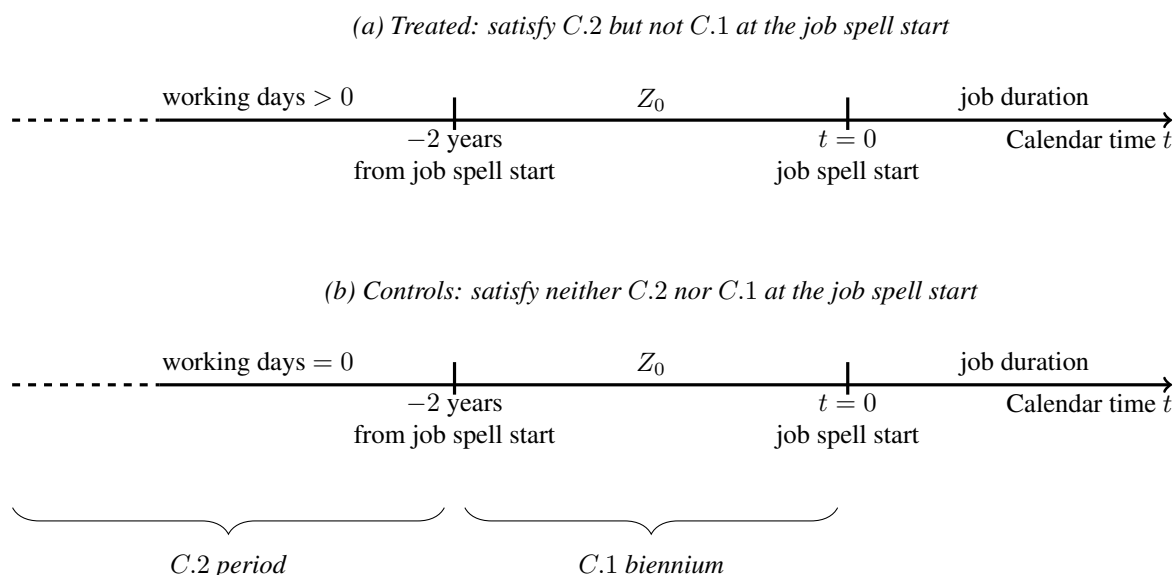 (a) Treated: satisfy C.2 but not C.1 at the job spell start
working days > 0 Z₀ job duration
−2 years t = 0 Calendar time t
from job spell start job spell start
(b) Controls: satisfy neither C.2 nor C.1 at the job spell start
working days = 0 Z₀ job duration
−2 years t = 0 Calendar time t
from job spell start job spell start
C.2 period C.1 biennium